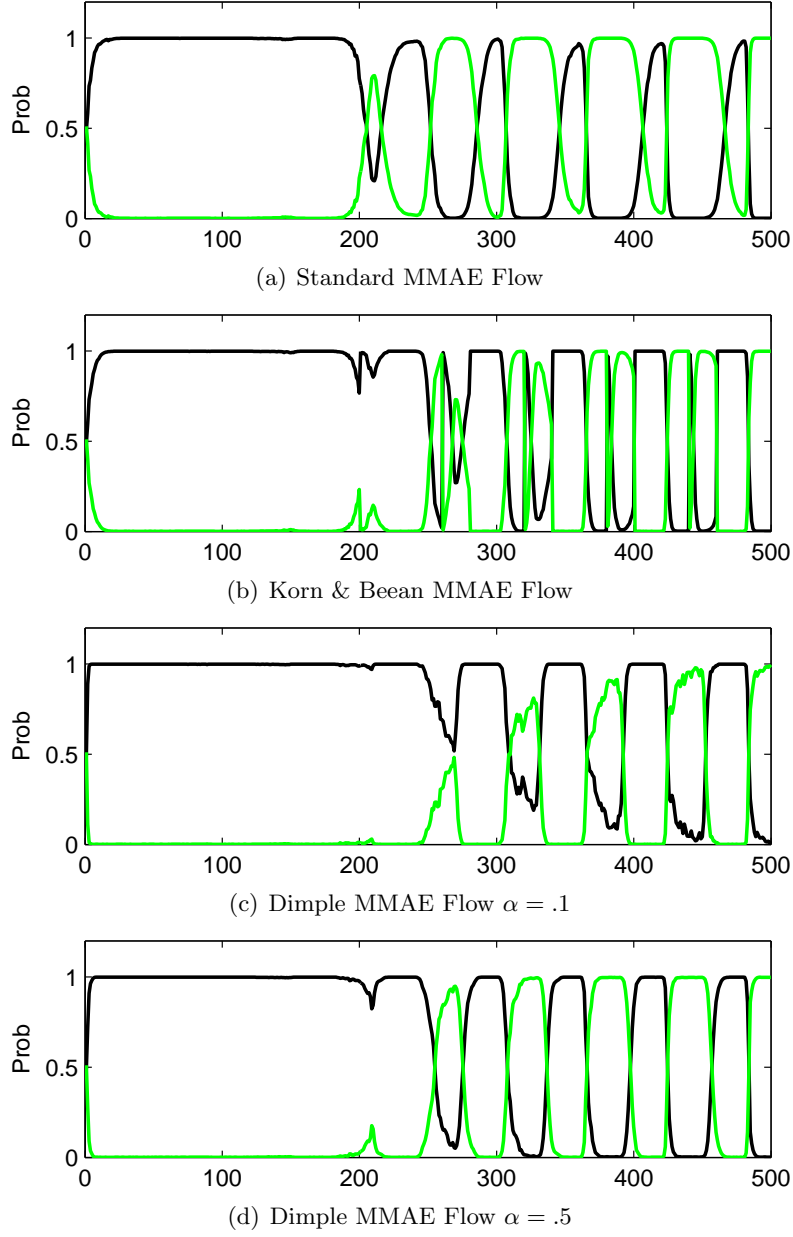 1
Prob
0.5
0
0 100 200 300 400 500
(a) Standard MMAE Flow
1
Prob
0.5
0
0 100 200 300 400 500
(b) Korn & Beean MMAE Flow
1
Prob
0.5
0
0 100 200 300 400 500
(c) Dimple MMAE Flow α = .1
1
Prob
0.5
0
0 100 200 300 400 500
(d) Dimple MMAE Flow α = .5